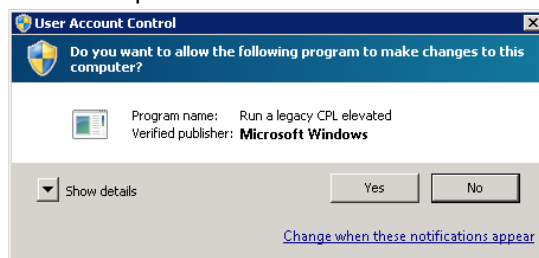 User Account Control
Do you want to allow the following program to make changes to this
computer?
Program name: Run a legacy CPL elevated
Verified publisher: Microsoft Windows
Show details
Yes
No
Change when these notifications appear